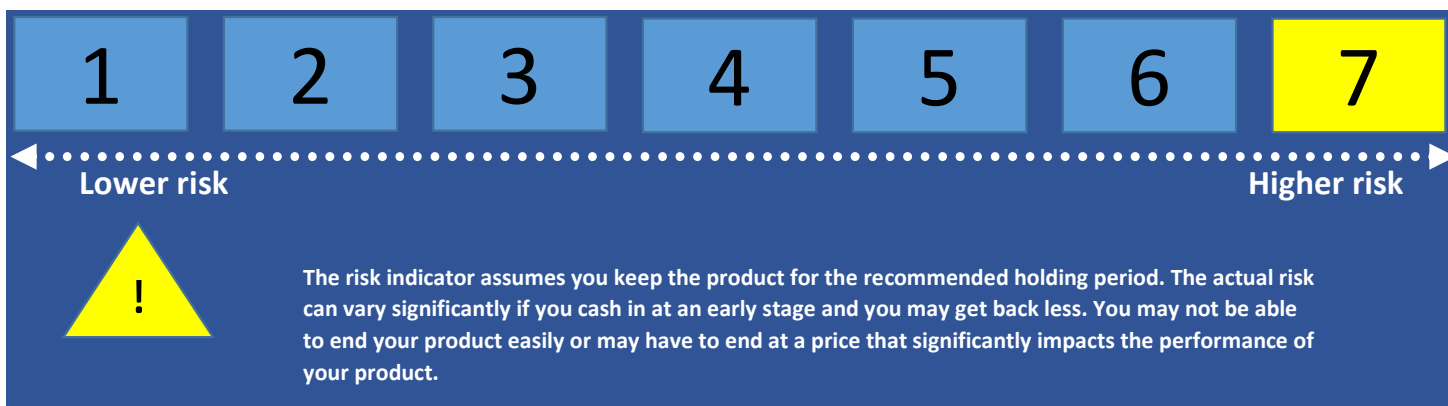 1 2 3 4 5 6 7
Lower risk Higher risk
!
The risk indicator assumes you keep the product for the recommended holding period. The actual risk
can vary significantly if you cash in at an early stage and you may get back less. You may not be able
to end your product easily or may have to end at a price that significantly impacts the performance of
your product.